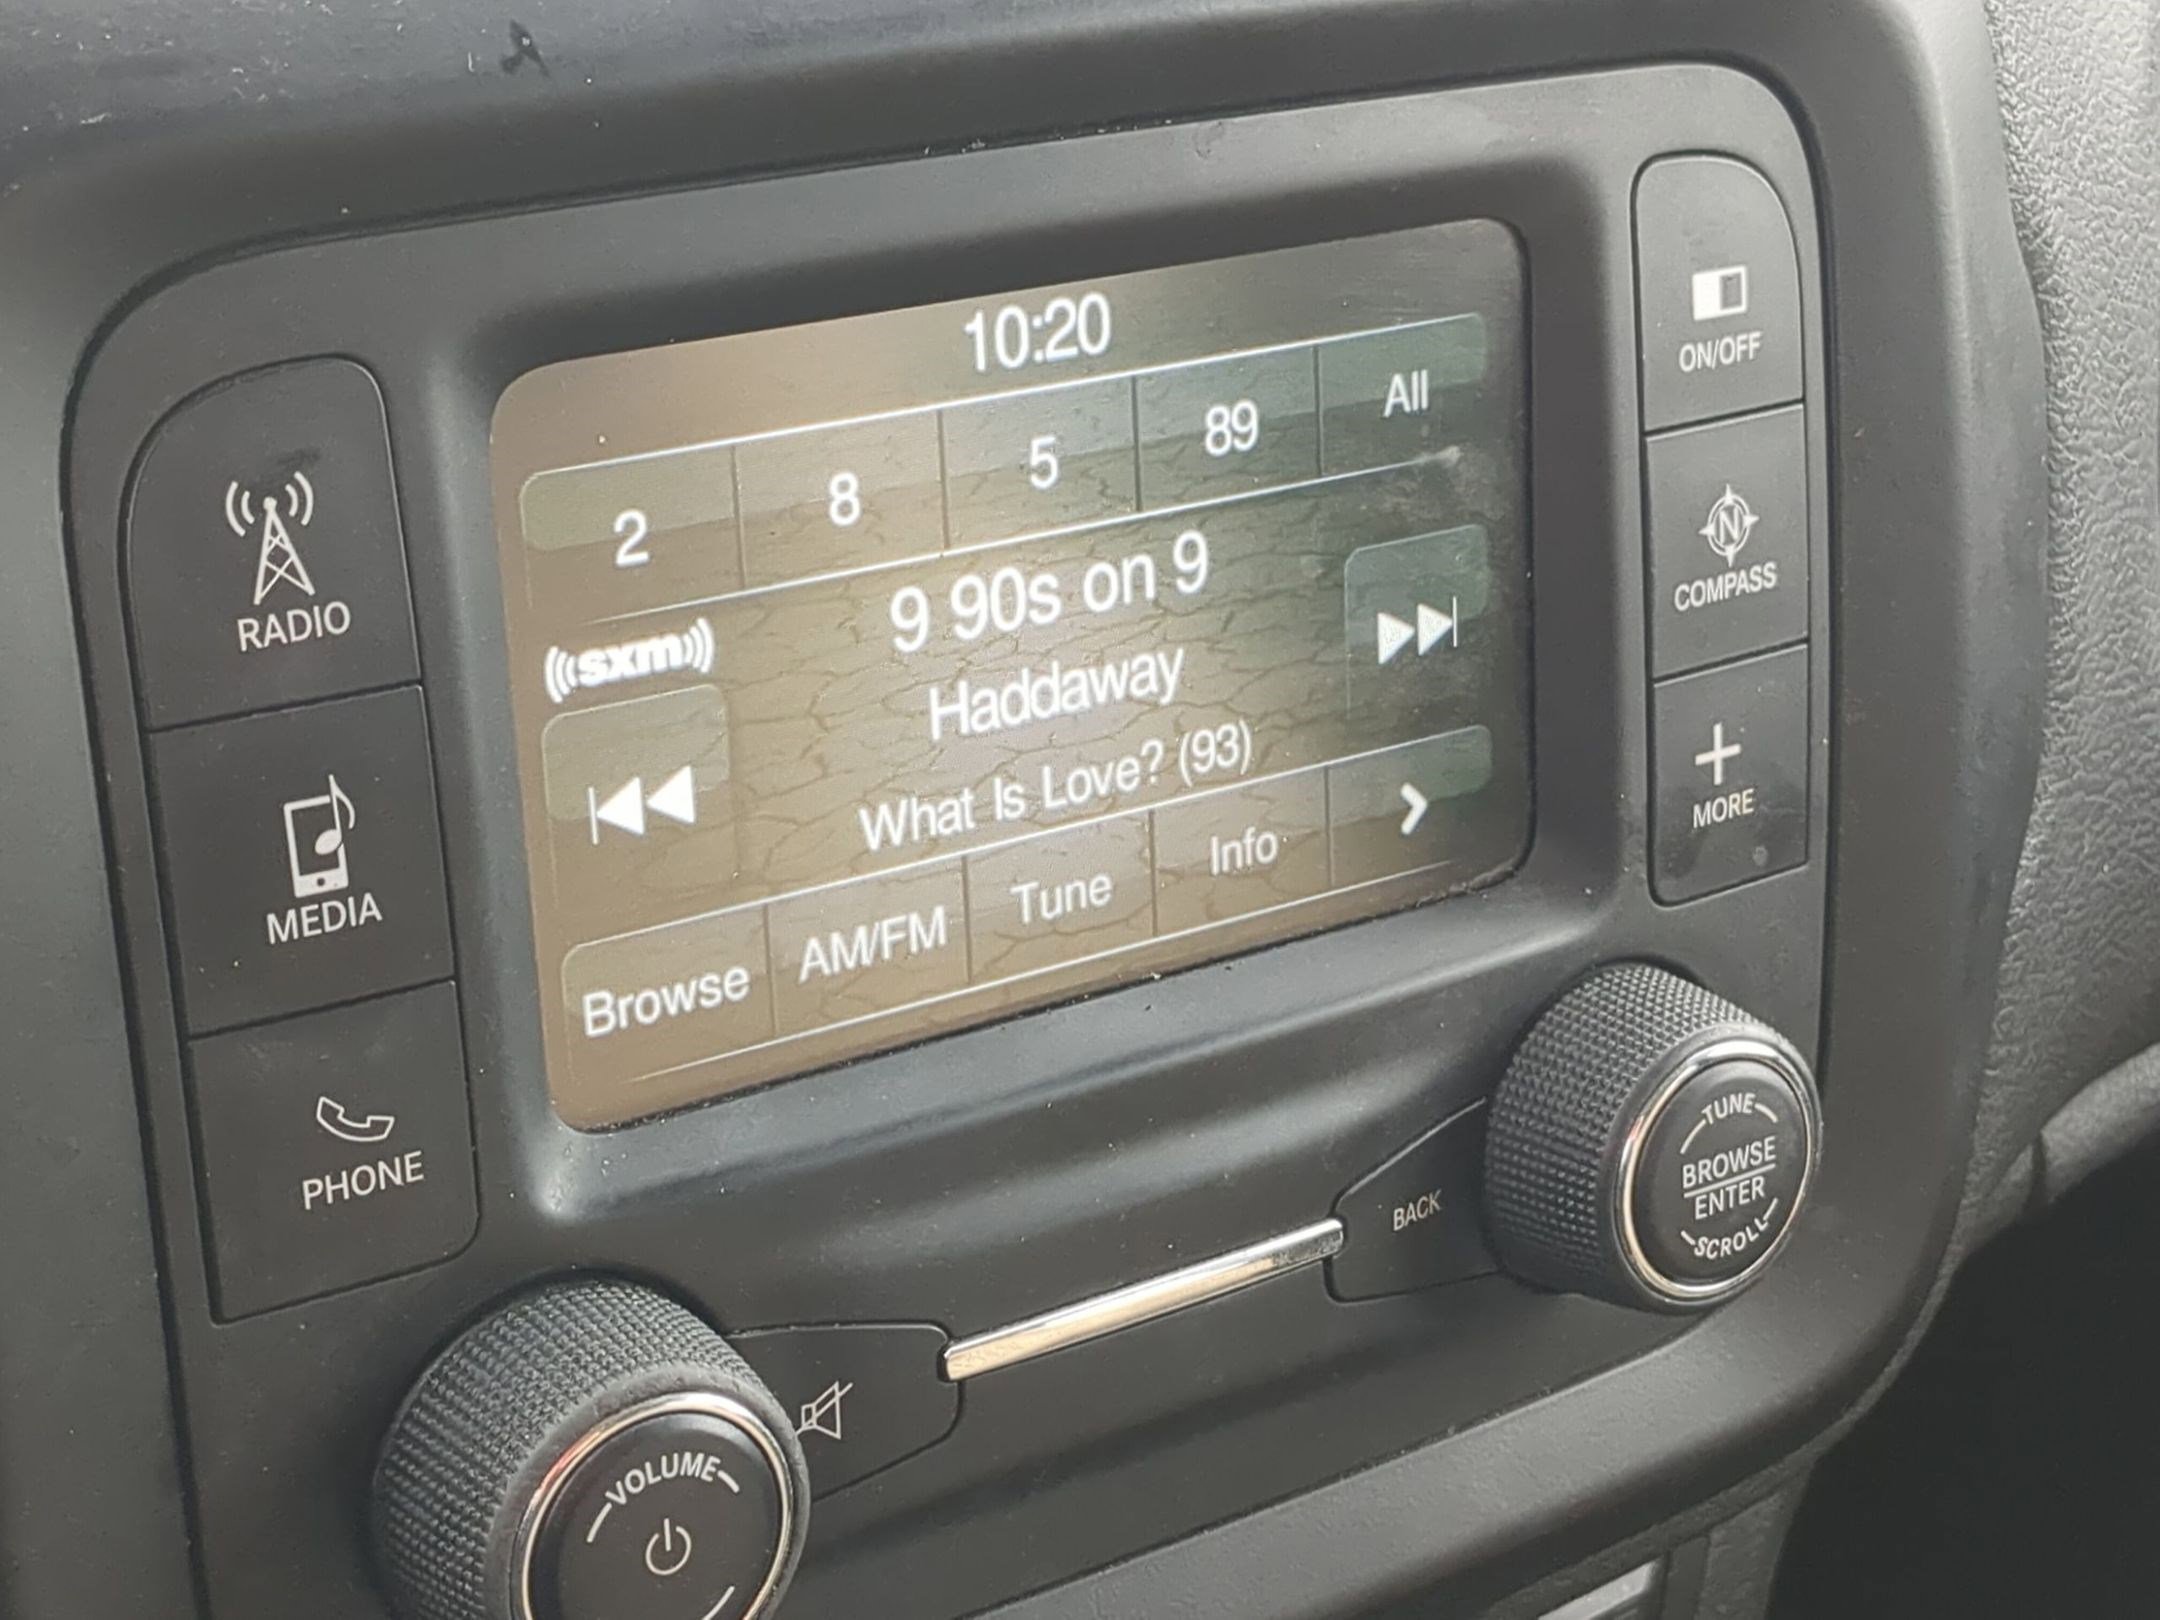 10:20
2 8 5 89 All
sxm
9 90s on 9
Haddaway
What Is Love? (93)
Browse AM/FM Tune Info
RADIO
MEDIA
PHONE
ON/OFF
N
COMPASS
MORE
VOLUME
BACK
TUNE
BROWSE
ENTER
SCROLL